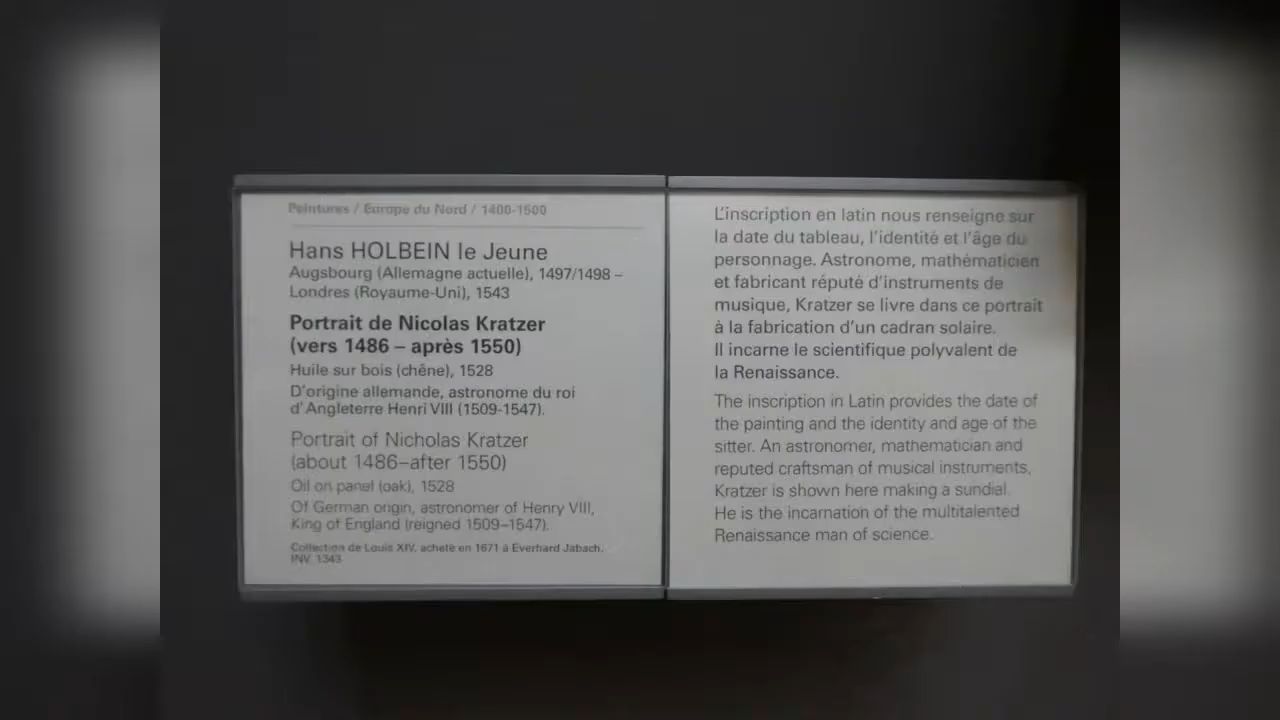 Peintures / Europe du Nord / 1400-1500
Hans HOLBEIN le Jeune
Augsbourg (Allemagne actuelle), 1497/1498 –
Londres (Royaume-Uni), 1543
Portrait de Nicolas Kratzer
(vers 1486 – après 1550)
Huile sur bois (chêne), 1528
D'origine allemande, astronome du roi
d'Angleterre Henri VIII (1509-1547).
Portrait of Nicholas Kratzer
(about 1486–after 1550)
Oil on panel (oak), 1528
Of German origin, astronomer of Henry VIII,
King of England (reigned 1509–1547).
Collection de Louis XIV, acheté en 1671 à Everhard Jabach.
INV. 1343
L'inscription en latin nous renseigne sur
la date du tableau, l'identité et l'âge du
personnage. Astronome, mathématicien
et fabricant réputé d'instruments de
musique, Kratzer se livre dans ce portrait
à la fabrication d'un cadran solaire.
Il incarne le scientifique polyvalent de
la Renaissance.
The inscription in Latin provides the date of
the painting and the identity and age of the
sitter. An astronomer, mathematician and
reputed craftsman of musical instruments,
Kratzer is shown here making a sundial.
He is the incarnation of the multitalented
Renaissance man of science.